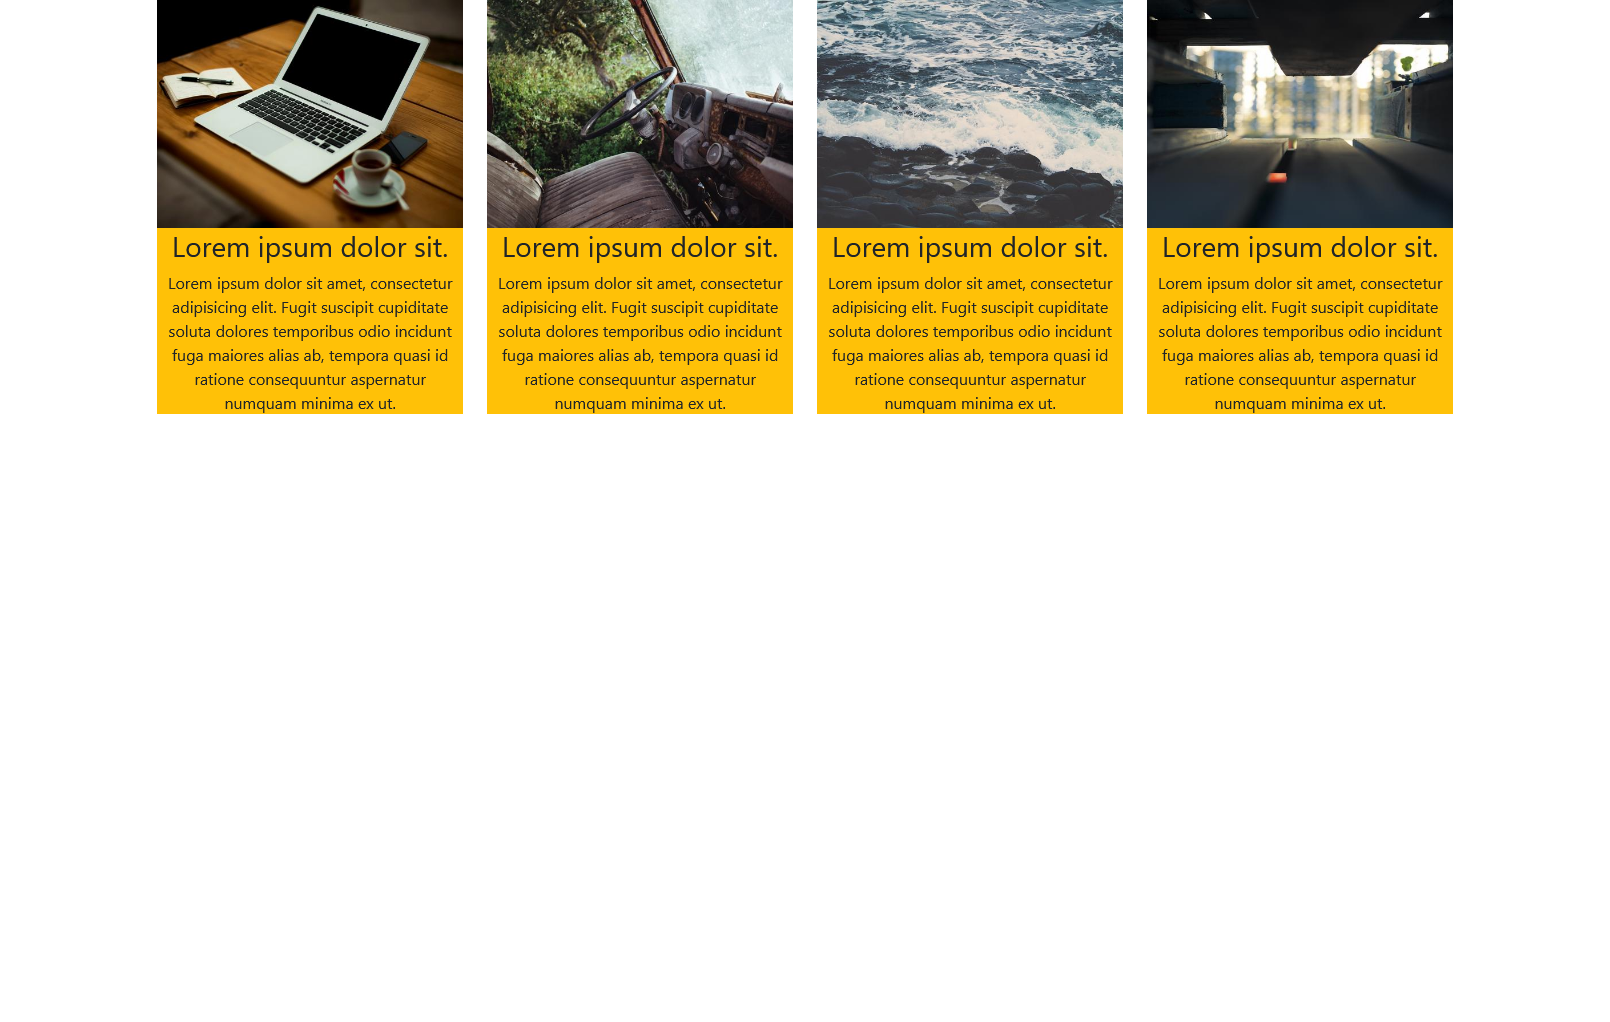 Lorem ipsum dolor sit.
Lorem ipsum dolor sit amet, consectetur
adipisicing elit. Fugit suscipit cupiditate
soluta dolores temporibus odio incidunt
fuga maiores alias ab, tempora quasi id
ratione consequuntur aspernatur
numquam minima ex ut.
Lorem ipsum dolor sit.
Lorem ipsum dolor sit amet, consectetur
adipisicing elit. Fugit suscipit cupiditate
soluta dolores temporibus odio incidunt
fuga maiores alias ab, tempora quasi id
ratione consequuntur aspernatur
numquam minima ex ut.
Lorem ipsum dolor sit.
Lorem ipsum dolor sit amet, consectetur
adipisicing elit. Fugit suscipit cupiditate
soluta dolores temporibus odio incidunt
fuga maiores alias ab, tempora quasi id
ratione consequuntur aspernatur
numquam minima ex ut.
Lorem ipsum dolor sit.
Lorem ipsum dolor sit amet, consectetur
adipisicing elit. Fugit suscipit cupiditate
soluta dolores temporibus odio incidunt
fuga maiores alias ab, tempora quasi id
ratione consequuntur aspernatur
numquam minima ex ut.